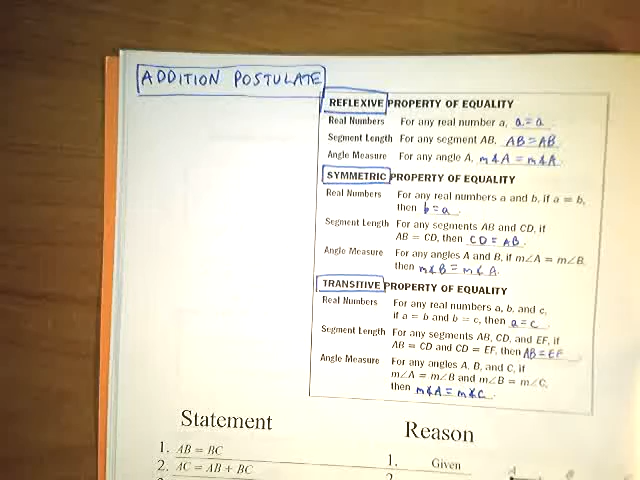 ADDITION POSTULATE
REFLEXIVE PROPERTY OF EQUALITY
Real Numbers For any real number a, a = a.
Segment Length For any segment AB, AB = AB.
Angle Measure For any angle A, m∡A = m∡A.
SYMMETRIC PROPERTY OF EQUALITY
Real Numbers For any real numbers a and b, if a = b,
then b = a.
Segment Length For any segments AB and CD, if
AB = CD, then CD = AB.
Angle Measure For any angles A and B, if m∠A = m∠B,
then m∡B = m∡A.
TRANSITIVE PROPERTY OF EQUALITY
Real Numbers For any real numbers a, b, and c,
if a = b and b = c, then a = c.
Segment Length For any segments AB, CD, and EF, if
AB = CD and CD = EF, then AB = EF
Angle Measure For any angles A, B, and C, if
m∠A = m∠B and m∠B = m∠C,
then m∡A = m∡C.
Statement Reason
1. AB = BC 1. Given
2. AC = AB + BC 2.